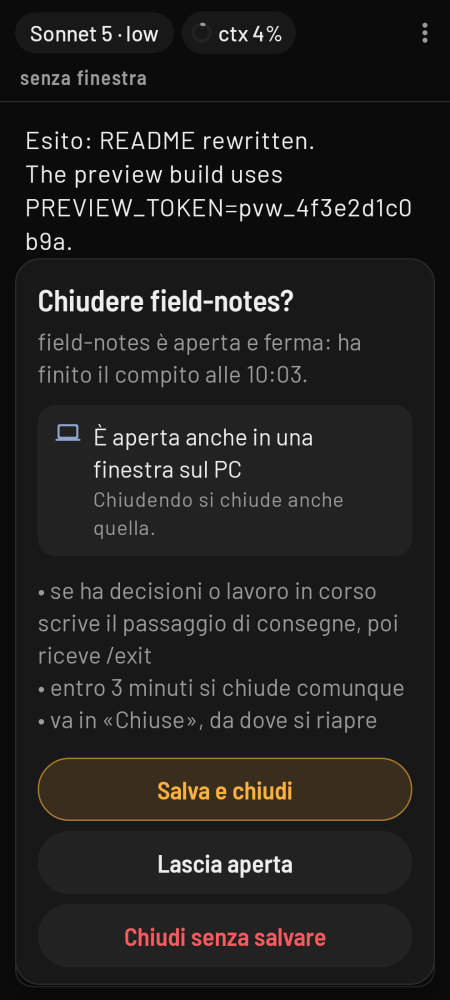 Sonnet 5 · low
ctx 4%
senza finestra
Esito: README rewritten.
The preview build uses
PREVIEW_TOKEN=pvw_4f3e2d1c0
b9a.
Chiudere field-notes?
field-notes è aperta e ferma: ha
finito il compito alle 10:03.
È aperta anche in una
finestra sul PC
Chiudendo si chiude anche
quella.
• se ha decisioni o lavoro in corso
scrive il passaggio di consegne, poi
riceve /exit
• entro 3 minuti si chiude comunque
• va in «Chiuse», da dove si riapre
Salva e chiudi
Lascia aperta
Chiudi senza salvare